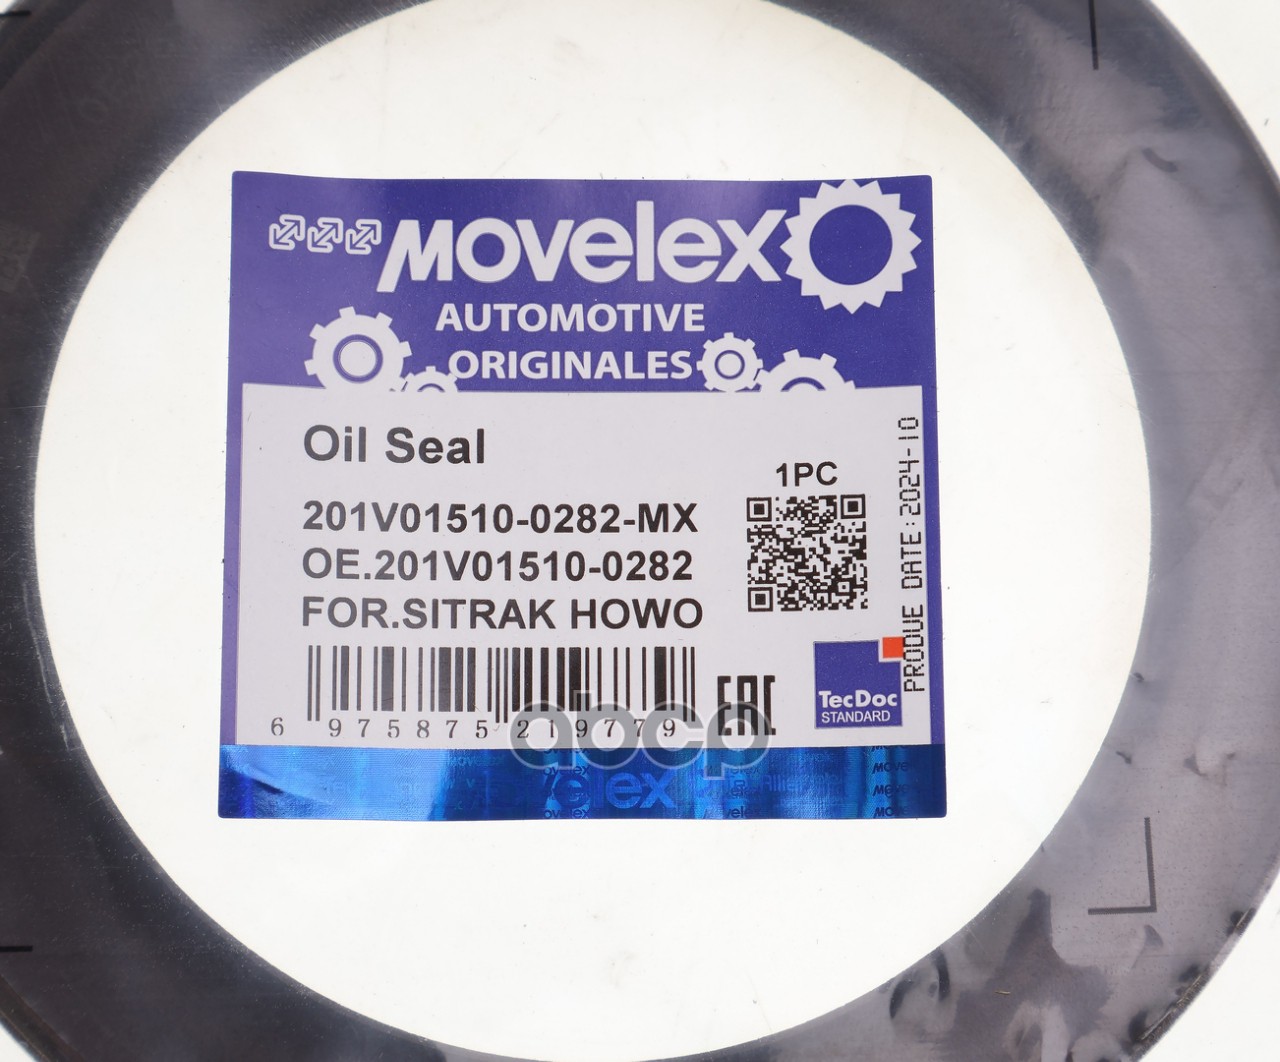 MOVELEX
AUTOMOTIVE
ORIGINALES
Oil Seal
1PC
201V01510-0282-MX
OE.201V01510-0282
FOR.SITRAK HOWO
PRODUE DATE:2024-10
TecDoc
STANDARD
EAC
6 975875 219779
abcp
Movelex